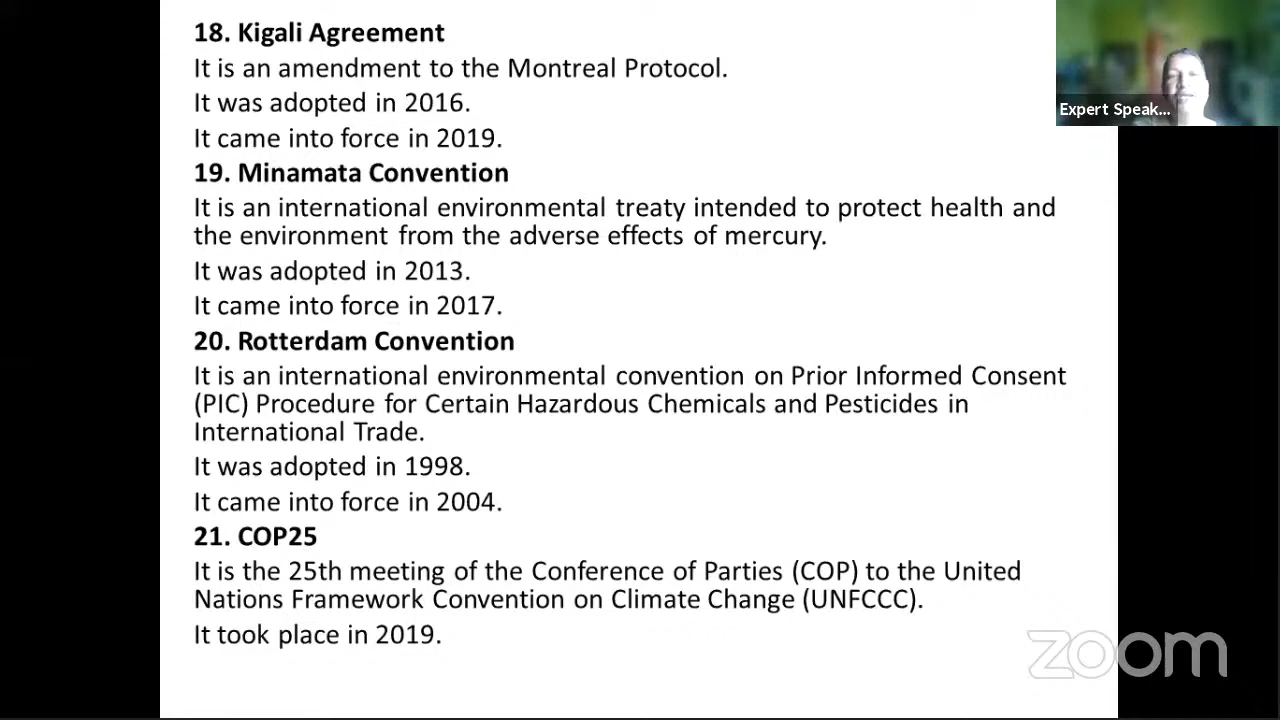 18. Kigali Agreement
It is an amendment to the Montreal Protocol.
It was adopted in 2016.
It came into force in 2019.
19. Minamata Convention
It is an international environmental treaty intended to protect health and
the environment from the adverse effects of mercury.
It was adopted in 2013.
It came into force in 2017.
20. Rotterdam Convention
It is an international environmental convention on Prior Informed Consent
(PIC) Procedure for Certain Hazardous Chemicals and Pesticides in
International Trade.
It was adopted in 1998.
It came into force in 2004.
21. COP25
It is the 25th meeting of the Conference of Parties (COP) to the United
Nations Framework Convention on Climate Change (UNFCCC).
It took place in 2019.
Expert Speak...
zoom